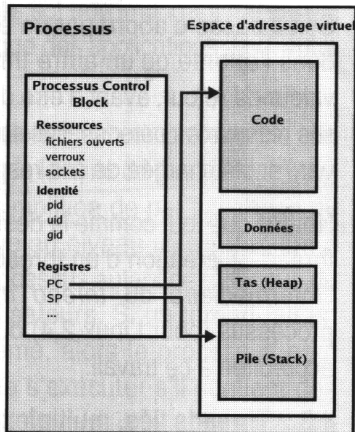 Processus
Espace d'adressage virtuel
Processus Control
Block
Ressources
fichiers ouverts
verroux
sockets
Identité
pid
uid
gid
Registres
PC
SP
...
Code
Données
Tas (Heap)
Pile (Stack)